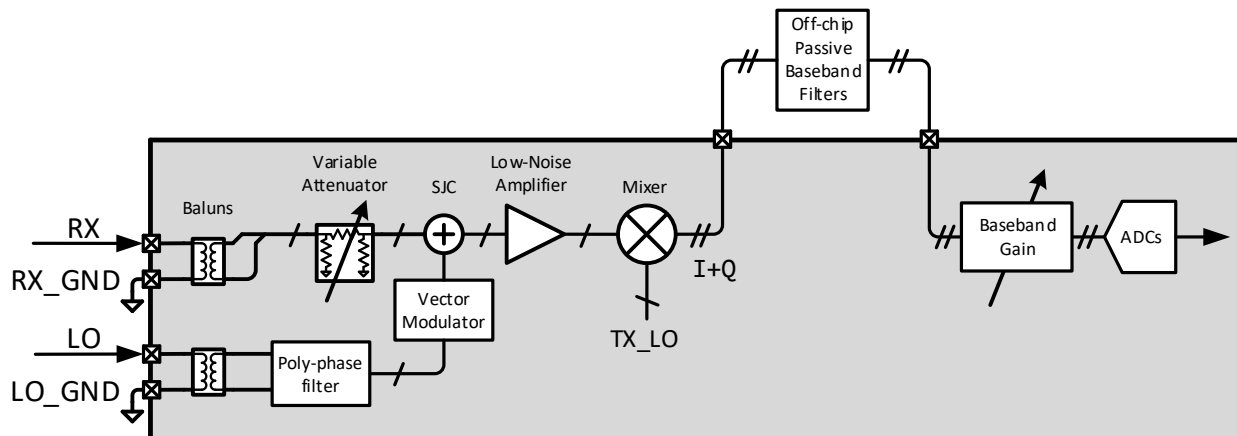 Off-chip
Passive
Baseband
Filters
Variable
Attenuator
SJC
Low-Noise
Amplifier
Mixer
Baluns
RX
RX_GND
I+Q
Baseband
Gain
ADCs
Vector
Modulator
TX_LO
LO
LO_GND
Poly-phase
filter